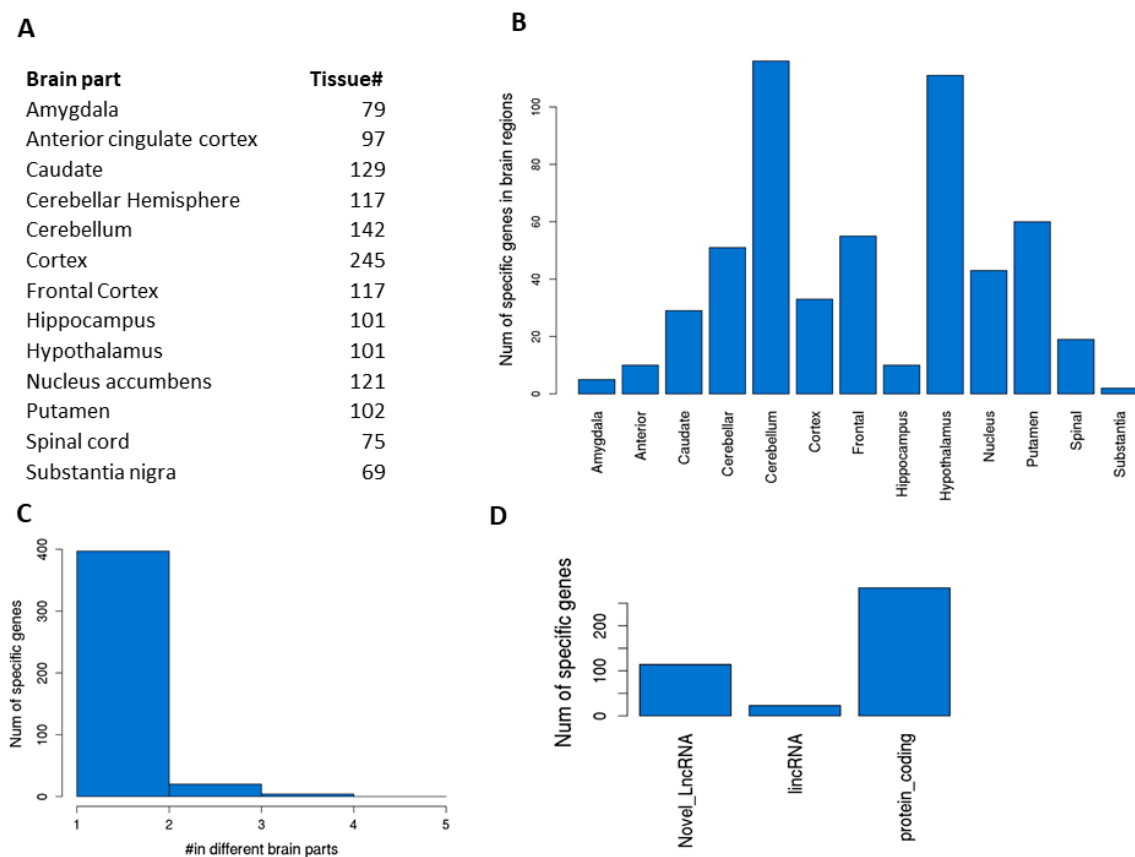 A
Brain part Tissue#
Amygdala 79
Anterior cingulate cortex 97
Caudate 129
Cerebellar Hemisphere 117
Cerebellum 142
Cortex 245
Frontal Cortex 117
Hippocampus 101
Hypothalamus 101
Nucleus accumbens 121
Putamen 102
Spinal cord 75
Substantia nigra 69
B
Num of specific genes in brain regions
100
80
60
40
20
0
Amygdala
Anterior
Caudate
Cerebellar
Cerebellum
Cortex
Frontal
Hippocampus
Hypothalamus
Nucleus
Putamen
Spinal
Substantia
C
Num of specific genes
400
300
200
100
0
1 2 3 4 5
#in different brain parts
D
Num of specific genes
200
100
0
Novel_LncRNA
lincRNA
protein_coding